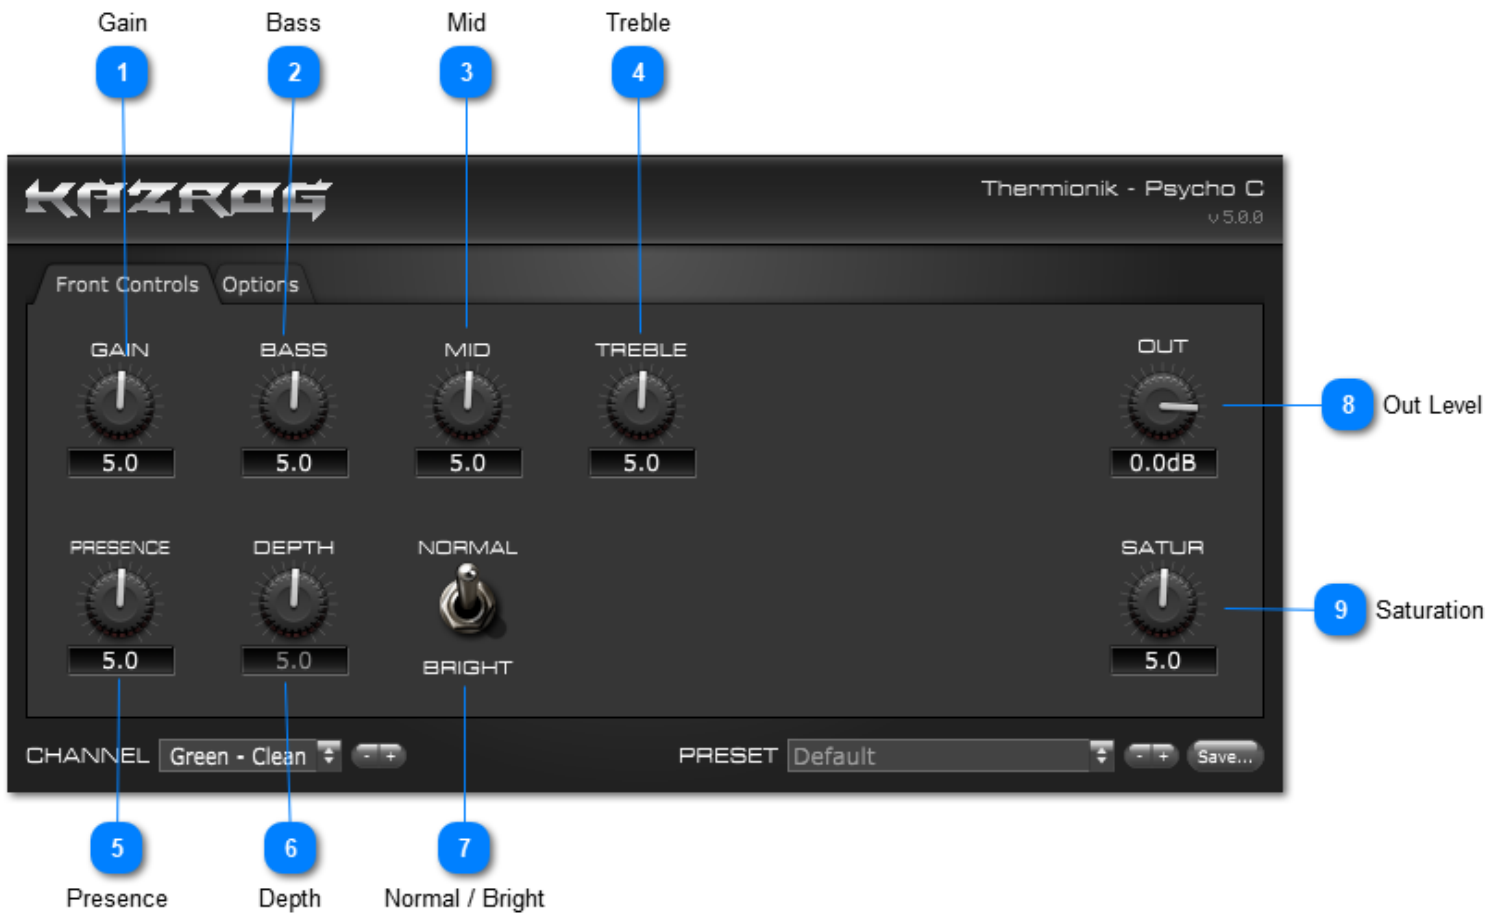 Gain Bass Mid Treble
1 2 3 4
KAZROG
Thermionik - Psycho C
v 5.0.0
Front Controls Options
GAIN BASS MID TREBLE OUT
8 Out Level
5.0 5.0 5.0 5.0 0.0dB
PRESENCE DEPTH NORMAL SATUR
9 Saturation
5.0 5.0 BRIGHT 5.0
CHANNEL Green - Clean - + PRESET Default - + Save...
5 6 7
Presence Depth Normal / Bright